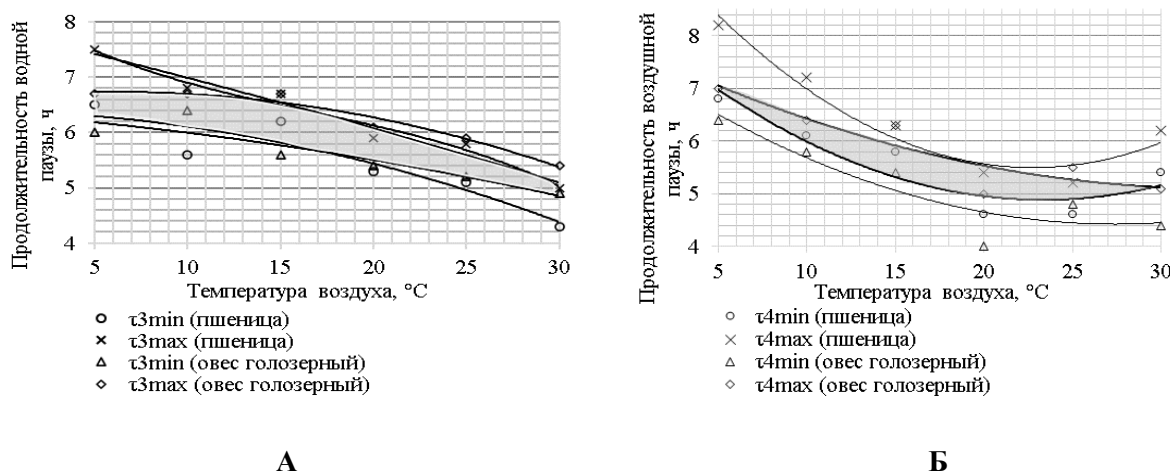 Продолжительность водной
паузы, ч
8
7
6
5
4
5 10 15 20 25 30
Температура воздуха, °С
τ3min (пшеница)
τ3max (пшеница)
τ3min (овес голозерный)
τ3max (овес голозерный)
А
Продолжительность воздушной
паузы, ч
8
7
6
5
4
5 10 15 20 25 30
Температура воздуха, °С
τ4min (пшеница)
τ4max (пшеница)
τ4min (овес голозерный)
τ4max (овес голозерный)
Б